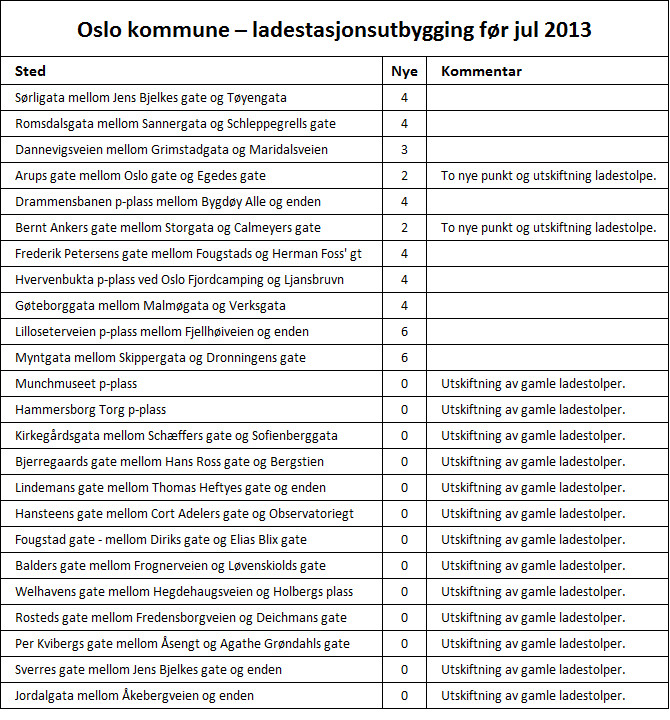 Oslo kommune – ladestasjonsutbygging før jul 2013
Sted Nye Kommentar
Sørligata mellom Jens Bjelkes gate og Tøyengata 4
Romsdalsgata mellom Sannergata og Schleppegrells gate 4
Dannevigsveien mellom Grimstadgata og Maridalsveien 3
Arups gate mellom Oslo gate og Egedes gate 2 To nye punkt og utskiftning ladestolpe.
Drammensbanen p-plass mellom Bygdøy Alle og enden 4
Bernt Ankers gate mellom Storgata og Calmeyers gate 2 To nye punkt og utskiftning ladestolpe.
Frederik Petersens gate mellom Fougstads og Herman Foss' gt 4
Hvervenbukta p-plass ved Oslo Fjordcamping og Ljansbruvn 4
Gøteborggata mellom Malmøgata og Verksgata 4
Lilloseterveien p-plass mellom Fjellhøiveien og enden 6
Myntgata mellom Skippergata og Dronningens gate 6
Munchmuseet p-plass 0 Utskiftning av gamle ladestolper.
Hammersborg Torg p-plass 0 Utskiftning av gamle ladestolper.
Kirkegårdsgata mellom Schæffers gate og Sofienberggata 0 Utskiftning av gamle ladestolper.
Bjerregaards gate mellom Hans Ross gate og Bergstien 0 Utskiftning av gamle ladestolper.
Lindemans gate mellom Thomas Heftyes gate og enden 0 Utskiftning av gamle ladestolper.
Hansteens gate mellom Cort Adelers gate og Observatoriegt 0 Utskiftning av gamle ladestolper.
Fougstad gate - mellom Diriks gate og Elias Blix gate 0 Utskiftning av gamle ladestolper.
Balders gate mellom Frognerveien og Løvenskiolds gate 0 Utskiftning av gamle ladestolper.
Welhavens gate mellom Hegdehaugsveien og Holbergs plass 0 Utskiftning av gamle ladestolper.
Rosteds gate mellom Fredensborgveien og Deichmans gate 0 Utskiftning av gamle ladestolper.
Per Kvibergs gate mellom Åsengt og Agathe Grøndahls gate 0 Utskiftning av gamle ladestolper.
Sverres gate mellom Jens Bjelkes gate og enden 0 Utskiftning av gamle ladestolper.
Jordalgata mellom Åkebergveien og enden 0 Utskiftning av gamle ladestolper.